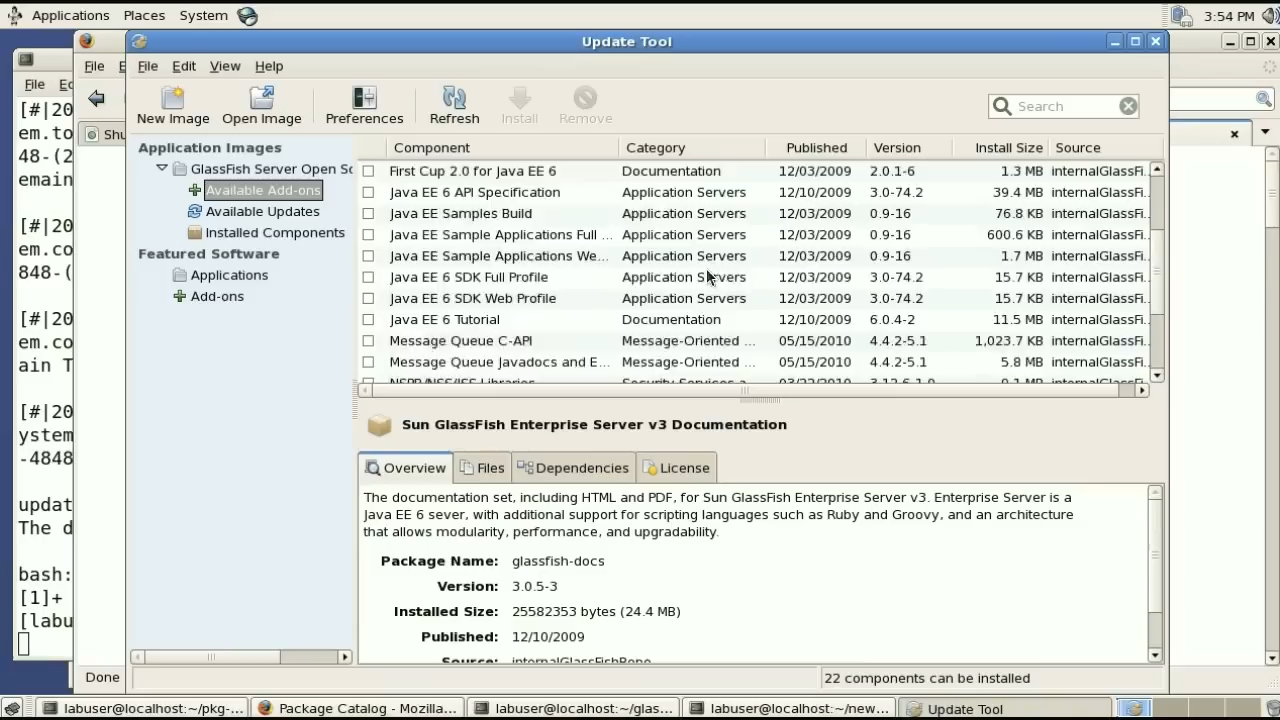 Applications Places System 3:54 PM
Update Tool
File Edit View Help
File
File
New Image Open Image Preferences Refresh Install Remove
Search
Shu
Application Images
GlassFish Server Open Sc
Available Add-ons
Available Updates
Installed Components
Featured Software
Applications
Add-ons
Component Category Published Version Install Size Source
First Cup 2.0 for Java EE 6 Documentation 12/03/2009 2.0.1-6 1.3 MB internalGlassFi...
Java EE 6 API Specification Application Servers 12/03/2009 3.0-74.2 39.4 MB internalGlassFi...
Java EE Samples Build Application Servers 12/03/2009 0.9-16 76.8 KB internalGlassFi...
Java EE Sample Applications Full ... Application Servers 12/03/2009 0.9-16 600.6 KB internalGlassFi...
Java EE Sample Applications We... Application Servers 12/03/2009 0.9-16 1.7 MB internalGlassFi...
Java EE 6 SDK Full Profile Application Servers 12/03/2009 3.0-74.2 15.7 KB internalGlassFi...
Java EE 6 SDK Web Profile Application Servers 12/03/2009 3.0-74.2 15.7 KB internalGlassFi...
Java EE 6 Tutorial Documentation 12/10/2009 6.0.4-2 11.5 MB internalGlassFi...
Message Queue C-API Message-Oriented ... 05/15/2010 4.4.2-5.1 1,023.7 KB internalGlassFi...
Message Queue Javadocs and E... Message-Oriented ... 05/15/2010 4.4.2-5.1 5.8 MB internalGlassFi...
Sun GlassFish Enterprise Server v3 Documentation
Overview Files Dependencies License
The documentation set, including HTML and PDF, for Sun GlassFish Enterprise Server v3. Enterprise Server is a
Java EE 6 sever, with additional support for scripting languages such as Ruby and Groovy, and an architecture
that allows modularity, performance, and upgradability.
Package Name: glassfish-docs
Version: 3.0.5-3
Installed Size: 25582353 bytes (24.4 MB)
Published: 12/10/2009
Source: internalGlassFishRepo
[#|20
em.to
48-(2
emain
[#|20
em.co
848-(
[#|20
em.co
ain T
[#|20
ystem
-4848
updat
The d
bash:
[1]+
[labu
Done
22 components can be installed
labuser@localhost:~/pkg-... Package Catalog - Mozilla... labuser@localhost:~/glas... labuser@localhost:~/new... Update Tool